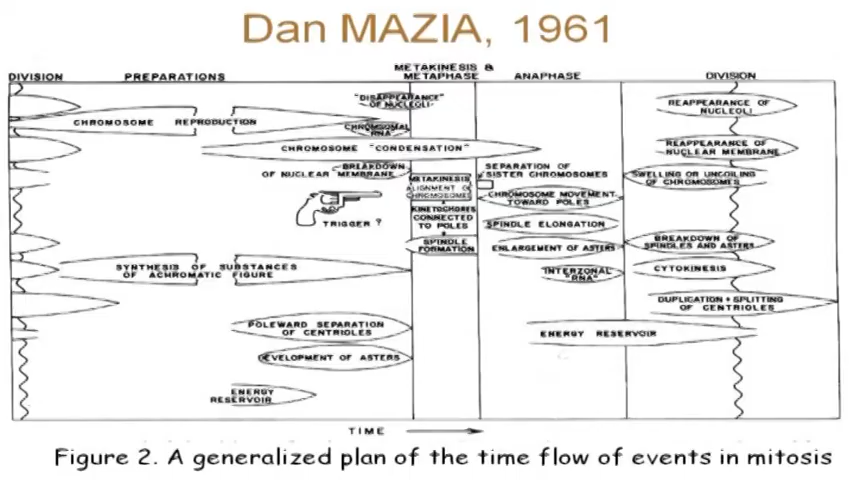 Dan MAZIA, 1961
METAKINESIS &
DIVISION PREPARATIONS METAPHASE ANAPHASE DIVISION
"DISAPPEARANCE"
OF NUCLEOLI
REAPPEARANCE OF
NUCLEOLI
CHROMOSOME REPRODUCTION
CHROMSOMAL
RNA
CHROMOSOME "CONDENSATION"
REAPPEARANCE OF
NUCLEAR MEMBRANE
BREAKDOWN
OF NUCLEAR MEMBRANE
METAKINESIS
ALIGNMENT OF
CHROMOSOMES
SEPARATION OF
SISTER CHROMOSOMES
SWELLING OR UNCOILING
OF CHROMOSOMES
CHROMOSOME MOVEMENT
TOWARD POLES
TRIGGER ?
KINETOCHORES
CONNECTED
TO POLES
SPINDLE ELONGATION
SPINDLE
FORMATION
ENLARGEMENT OF ASTERS
BREAKDOWN OF
SPINDLES AND ASTERS
SYNTHESIS OF SUBSTANCES
OF ACHROMATIC FIGURE
INTERZONAL
"RNA"
CYTOKINESIS
DUPLICATION + SPLITTING
OF CENTRIOLES
POLEWARD SEPARATION
OF CENTRIOLES
ENERGY RESERVOIR
DEVELOPMENT OF ASTERS
ENERGY
RESERVOIR
TIME
Figure 2. A generalized plan of the time flow of events in mitosis